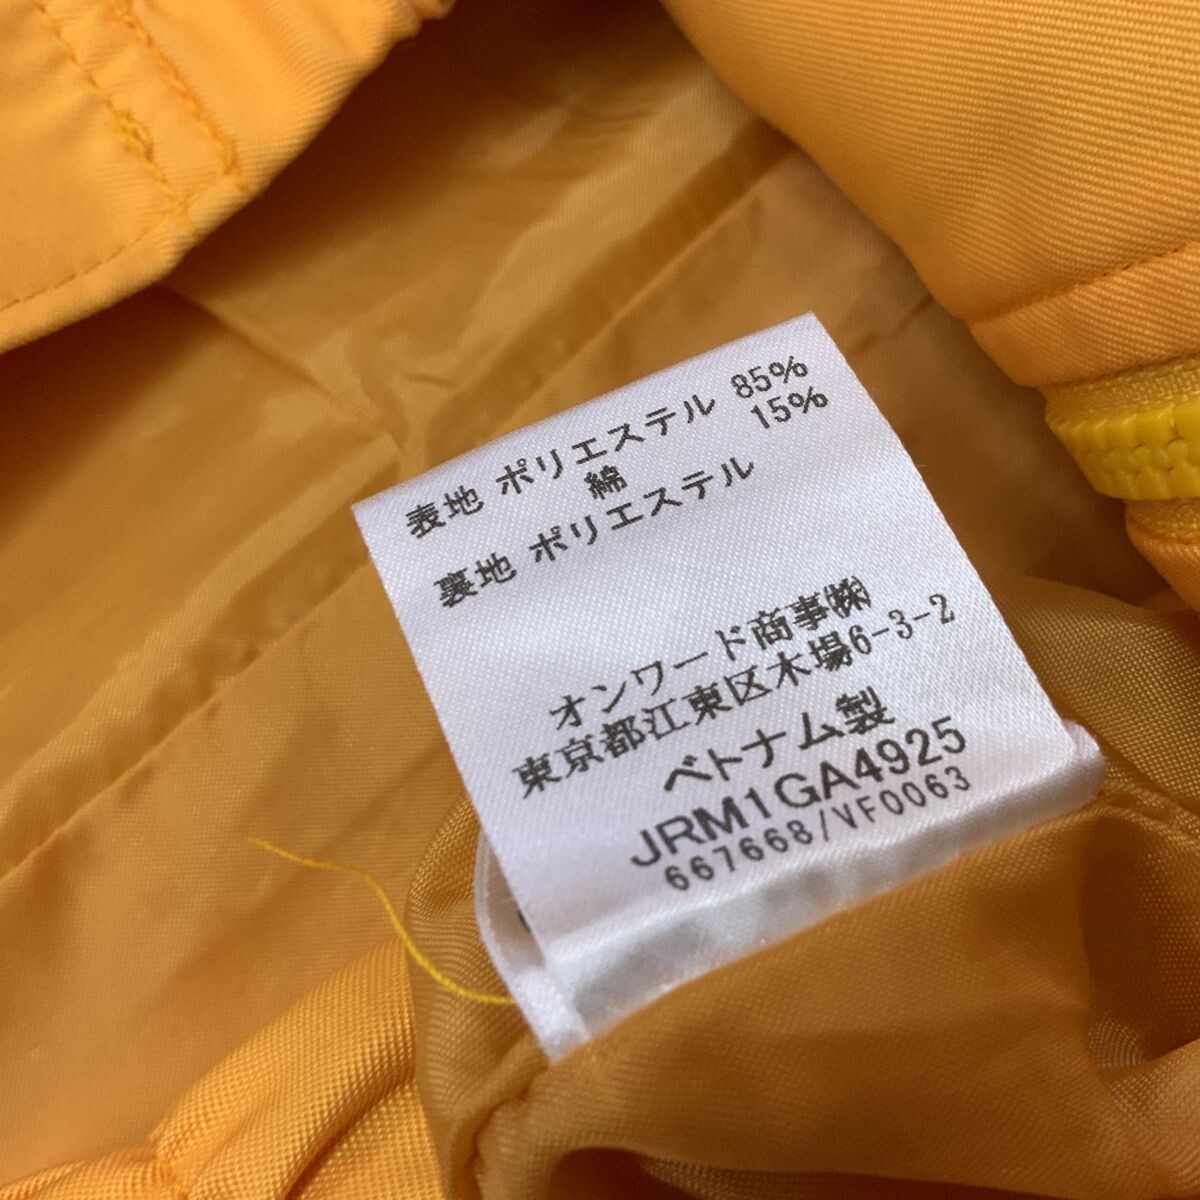 表地 ポリエステル 85%
綿 15%
裏地 ポリエステル
オンワード商事㈱
東京都江東区木場6-3-2
ベトナム製
JRM1GA4925
667668/VF0063